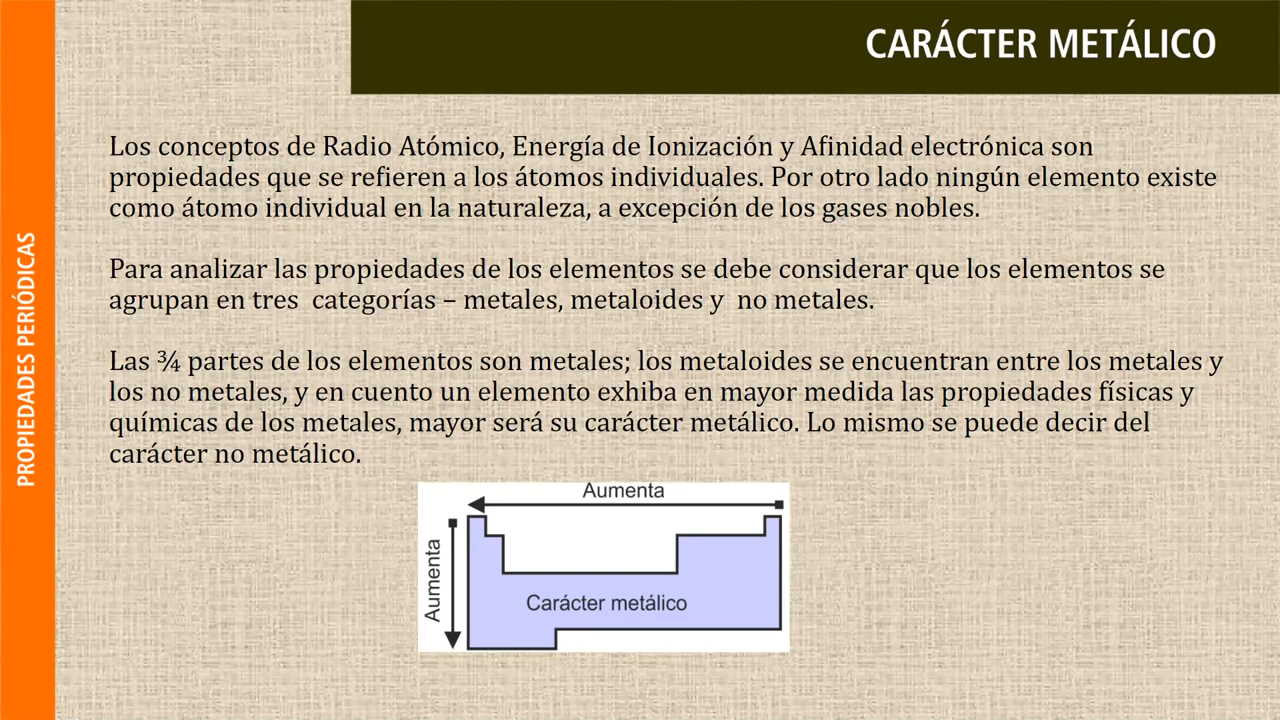 CARÁCTER METÁLICO
PROPIEDADES PERIÓDICAS
Los conceptos de Radio Atómico, Energía de Ionización y Afinidad electrónica son
propiedades que se refieren a los átomos individuales. Por otro lado ningún elemento existe
como átomo individual en la naturaleza, a excepción de los gases nobles.
Para analizar las propiedades de los elementos se debe considerar que los elementos se
agrupan en tres categorías – metales, metaloides y no metales.
Las ¾ partes de los elementos son metales; los metaloides se encuentran entre los metales y
los no metales, y en cuento un elemento exhiba en mayor medida las propiedades físicas y
químicas de los metales, mayor será su carácter metálico. Lo mismo se puede decir del
carácter no metálico.
Aumenta
Aumenta
Carácter metálico